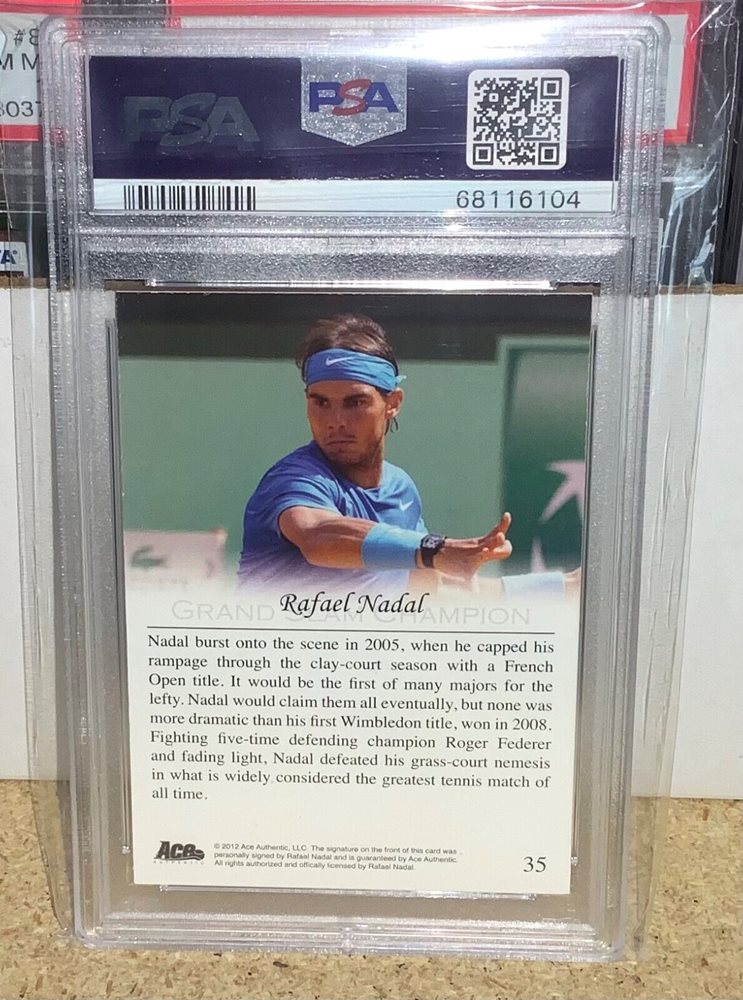 #8
M M
8037
PSA
PSA
68116104
Rafael Nadal
GRAND SLAM CHAMPION
Nadal burst onto the scene in 2005, when he capped his
rampage through the clay-court season with a French
Open title. It would be the first of many majors for the
lefty. Nadal would claim them all eventually, but none was
more dramatic than his first Wimbledon title, won in 2008.
Fighting five-time defending champion Roger Federer
and fading light, Nadal defeated his grass-court nemesis
in what is widely considered the greatest tennis match of
all time.
Ace
AUTHENTIC
© 2012 Ace Authentic, LLC. The signature on the front of this card was
personally signed by Rafael Nadal and is guaranteed by Ace Authentic.
All rights authorized and offically licensed by Rafael Nadal.
35